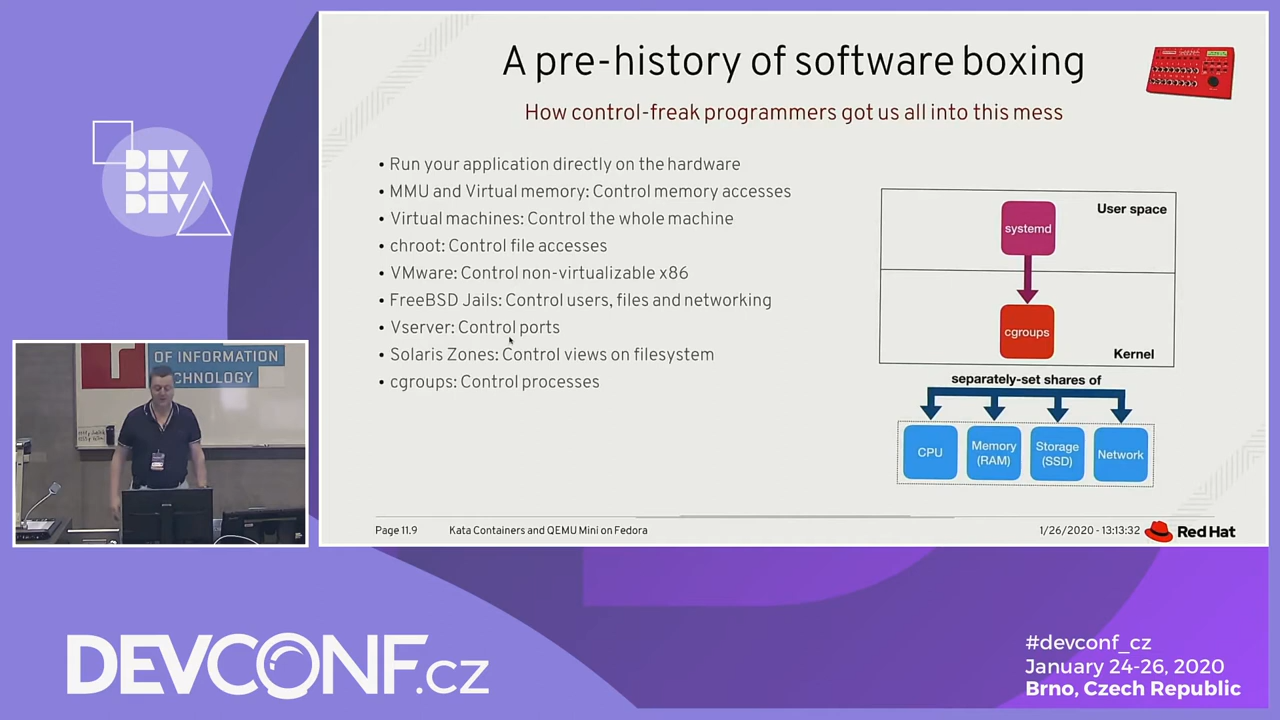 A pre-history of software boxing
How control-freak programmers got us all into this mess
• Run your application directly on the hardware
• MMU and Virtual memory: Control memory accesses
• Virtual machines: Control the whole machine
• chroot: Control file accesses
• VMware: Control non-virtualizable x86
• FreeBSD Jails: Control users, files and networking
• Vserver: Control ports
• Solaris Zones: Control views on filesystem
• cgroups: Control processes
User space
systemd
cgroups
Kernel
separately-set shares of
CPU
Memory (RAM)
Storage (SSD)
Network
Page 11.9
Kata Containers and QEMU Mini on Fedora
1/26/2020 - 13:13:32
Red Hat
DEV
DEV
DEV
OF INFORMATION
TECHNOLOGY
DEVCONF.cz
#devconf_cz
January 24-26, 2020
Brno, Czech Republic